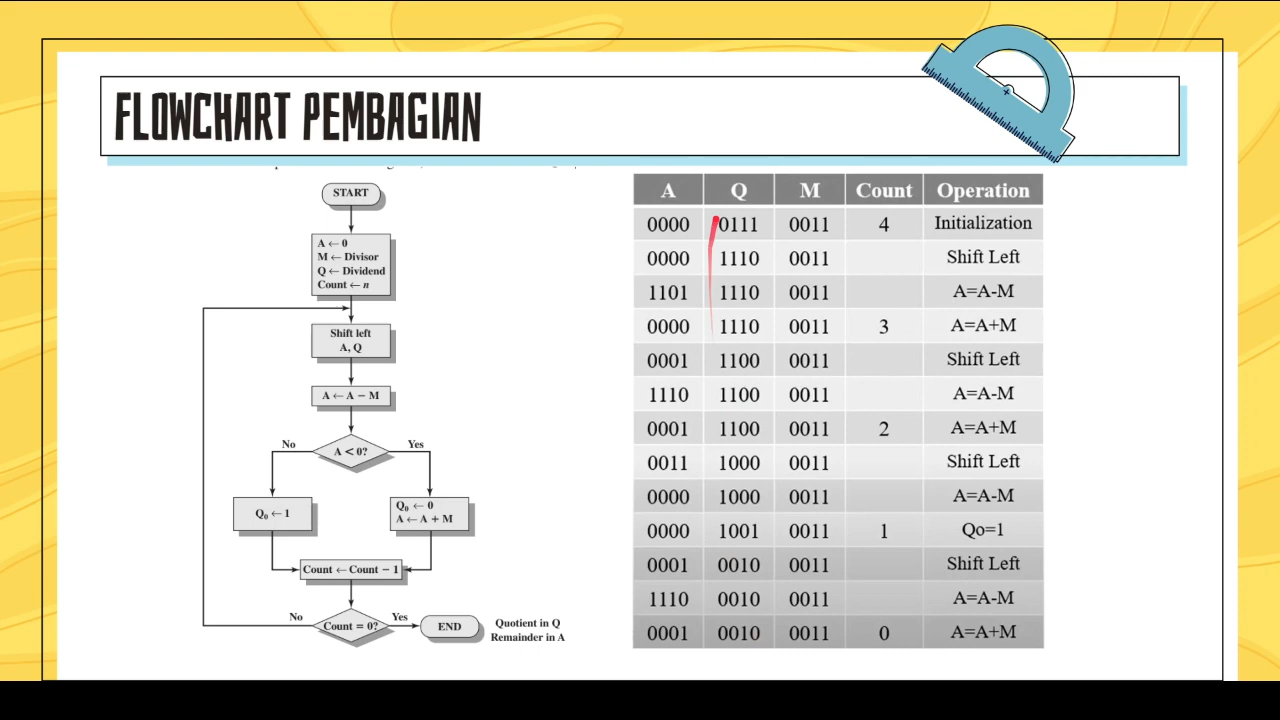 FLOWCHART PEMBAGIAN
START
A ← 0
M ← Divisor
Q ← Dividend
Count ← n
Shift left
A, Q
A ← A − M
No
A < 0?
Yes
Q₀ ← 1
Q₀ ← 0
A ← A + M
Count ← Count − 1
No
Count = 0?
Yes
END
Quotient in Q
Remainder in A
A Q M Count Operation
0000 0111 0011 4 Initialization
0000 1110 0011 Shift Left
1101 1110 0011 A=A-M
0000 1110 0011 3 A=A+M
0001 1100 0011 Shift Left
1110 1100 0011 A=A-M
0001 1100 0011 2 A=A+M
0011 1000 0011 Shift Left
0000 1000 0011 A=A-M
0000 1001 0011 1 Qo=1
0001 0010 0011 Shift Left
1110 0010 0011 A=A-M
0001 0010 0011 0 A=A+M